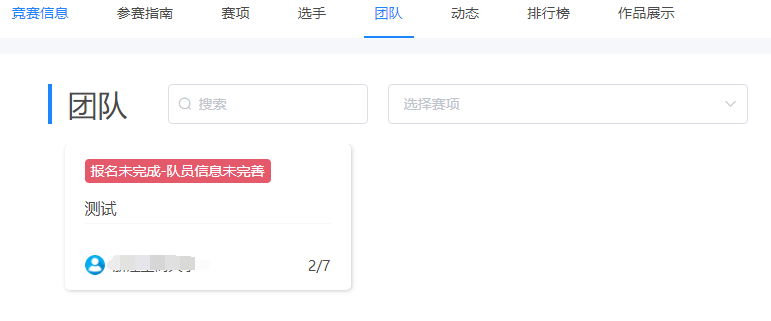 竞赛信息 参赛指南 赛项 选手 团队 动态 排行榜 作品展示
团队 搜索 选择赛项
报名未完成-队员信息未完善
测试
2/7